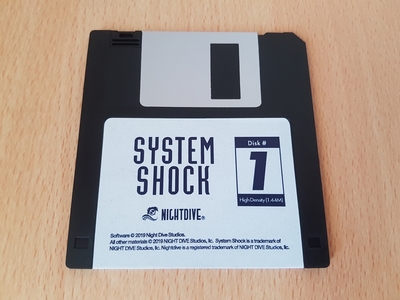 SYSTEM
SHOCK
NIGHTDIVE®
Disk #
1
High Density (1.44M)
Software © 2019 Night Dive Studios.
All other materials © 2019 NIGHT DIVE Studios, llc. System Shock is a trademark of
NIGHT DIVE Studios, llc. Nightdive is a registered trademark of NIGHT DIVE Studios, llc.